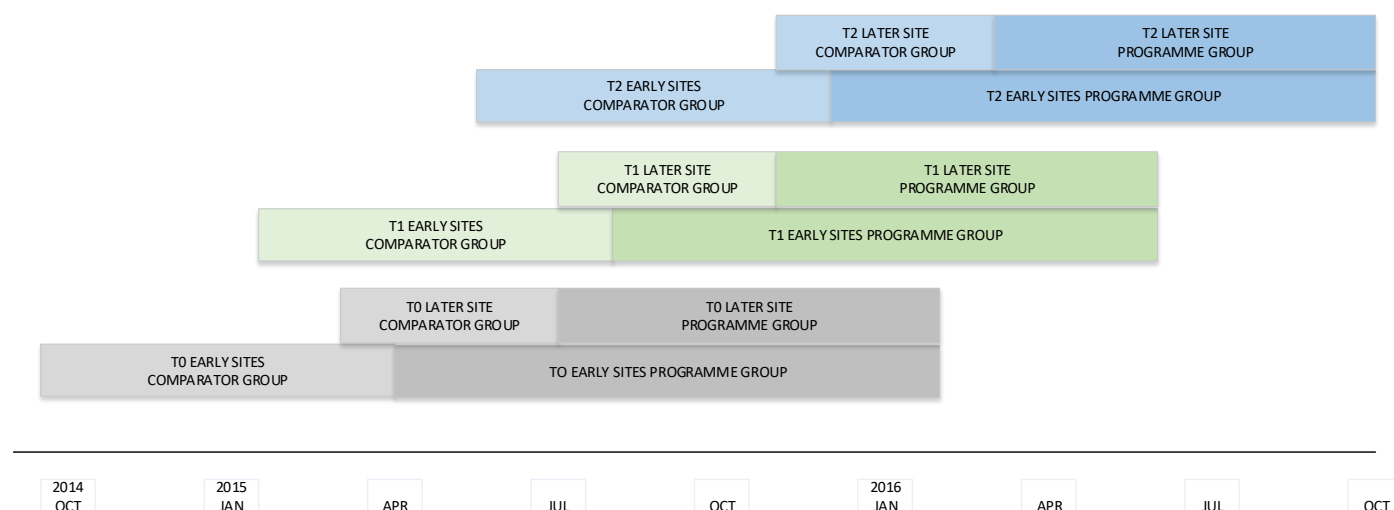 T2 LATER SITE
COMPARATOR GROUP
T2 LATER SITE
PROGRAMME GROUP
T2 EARLY SITES
COMPARATOR GROUP
T2 EARLY SITES PROGRAMME GROUP
T1 LATER SITE
COMPARATOR GROUP
T1 LATER SITE
PROGRAMME GROUP
T1 EARLY SITES
COMPARATOR GROUP
T1 EARLY SITES PROGRAMME GROUP
T0 LATER SITE
COMPARATOR GROUP
T0 LATER SITE
PROGRAMME GROUP
T0 EARLY SITES
COMPARATOR GROUP
TO EARLY SITES PROGRAMME GROUP
2014
OCT
2015
JAN
APR
JUL
OCT
2016
JAN
APR
JUL
OCT